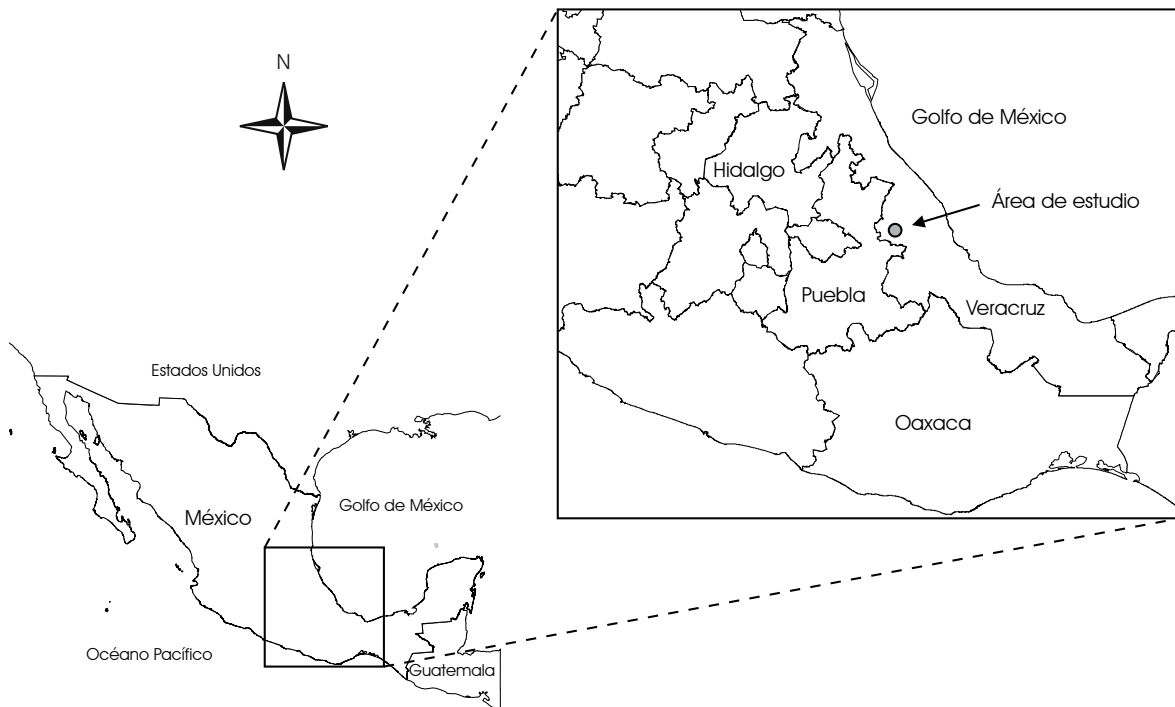 N
Golfo de México
Hidalgo
Área de estudio
Puebla
Veracruz
Oaxaca
Estados Unidos
Golfo de México
México
Océano Pacífico
Guatemala